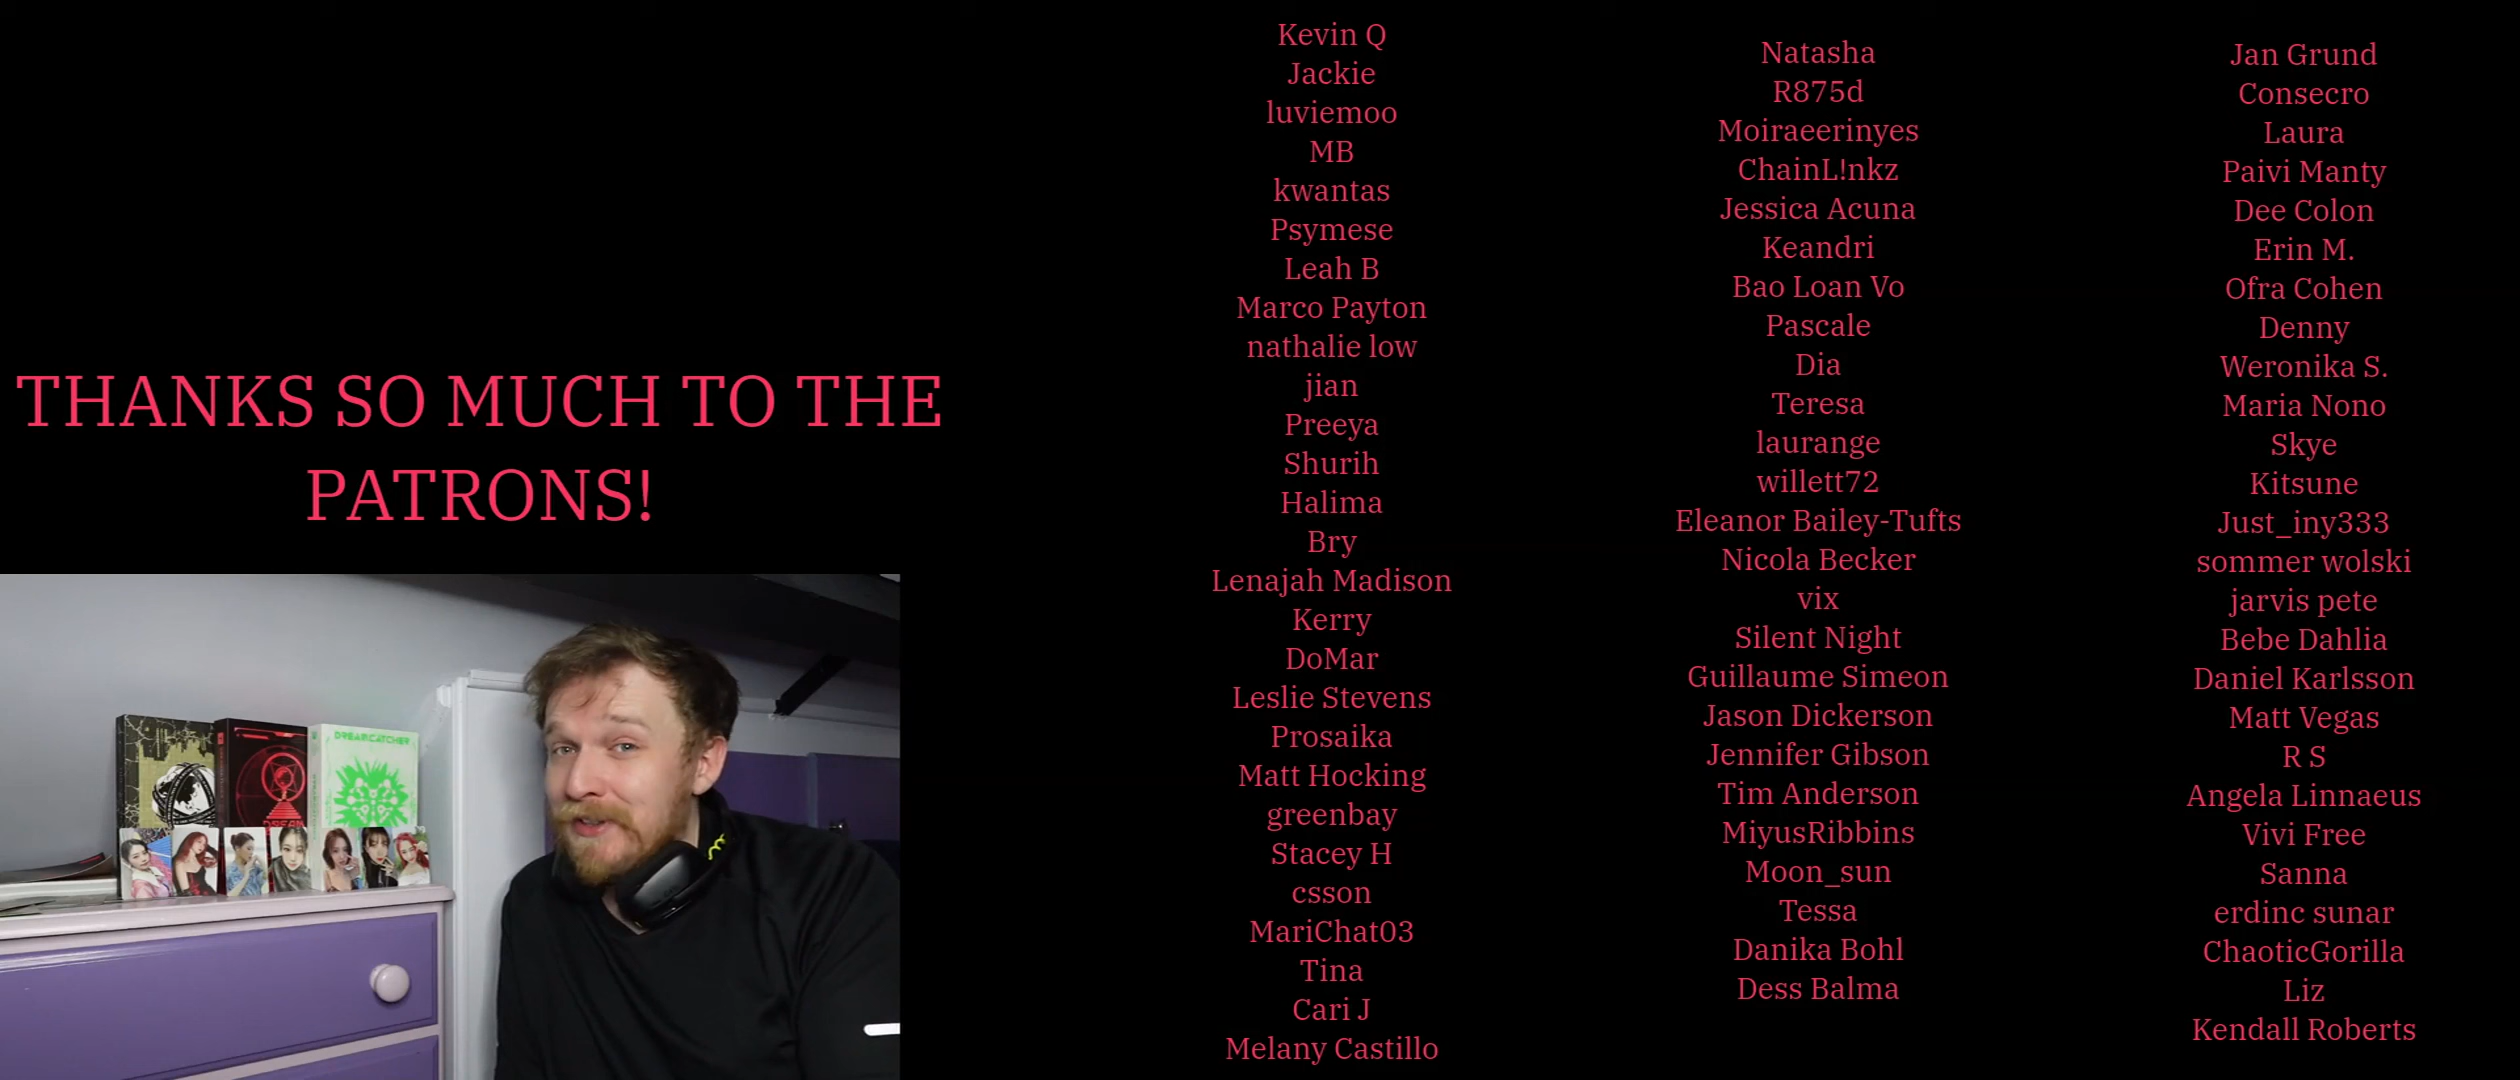 THANKS SO MUCH TO THE
PATRONS!
DREAMCATCHER
DREAM
Kevin Q
Jackie
luviemoo
MB
kwantas
Psymese
Leah B
Marco Payton
nathalie low
jian
Preeya
Shurih
Halima
Bry
Lenajah Madison
Kerry
DoMar
Leslie Stevens
Prosaika
Matt Hocking
greenbay
Stacey H
csson
MariChat03
Tina
Cari J
Melany Castillo
Natasha
R875d
Moiraeerinyes
ChainL!nkz
Jessica Acuna
Keandri
Bao Loan Vo
Pascale
Dia
Teresa
laurange
willett72
Eleanor Bailey-Tufts
Nicola Becker
vix
Silent Night
Guillaume Simeon
Jason Dickerson
Jennifer Gibson
Tim Anderson
MiyusRibbins
Moon_sun
Tessa
Danika Bohl
Dess Balma
Jan Grund
Consecro
Laura
Paivi Manty
Dee Colon
Erin M.
Ofra Cohen
Denny
Weronika S.
Maria Nono
Skye
Kitsune
Just_iny333
sommer wolski
jarvis pete
Bebe Dahlia
Daniel Karlsson
Matt Vegas
R S
Angela Linnaeus
Vivi Free
Sanna
erdinc sunar
ChaoticGorilla
Liz
Kendall Roberts